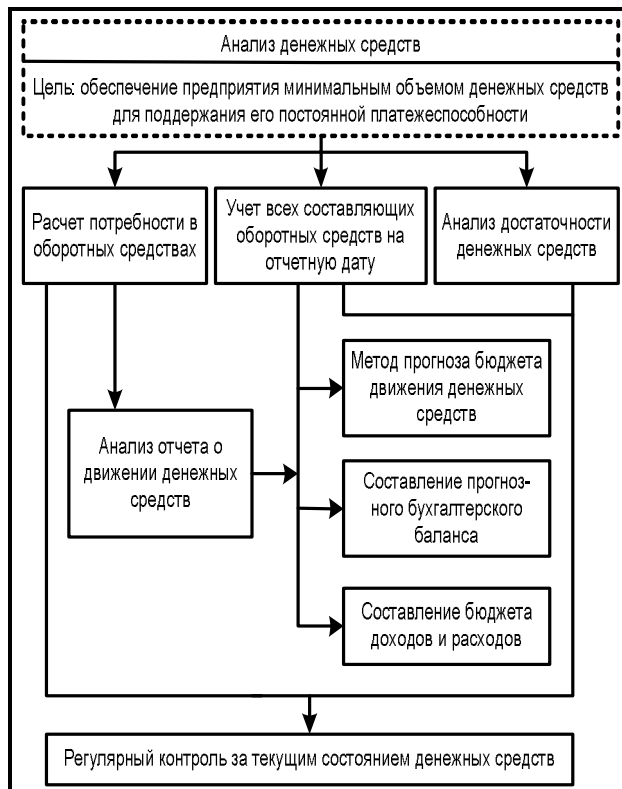 Анализ денежных средств
Цель: обеспечение предприятия минимальным объемом денежных средств
для поддержания его постоянной платежеспособности
Расчет потребности в
оборотных средствах
Учет всех составляющих
оборотных средств на
отчетную дату
Анализ достаточности
денежных средств
Метод прогноза бюджета
движения денежных
средств
Анализ отчета о
движении денежных
средств
Составление прогноз-
ного бухгалтерского
баланса
Составление бюджета
доходов и расходов
Регулярный контроль за текущим состоянием денежных средств